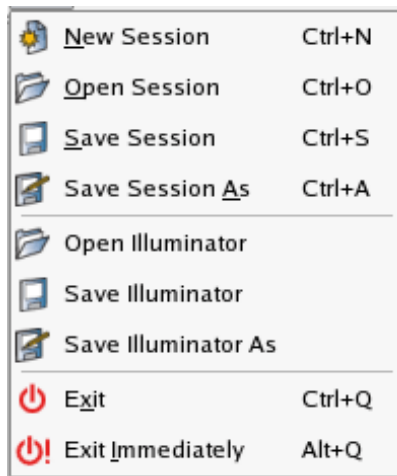 New Session Ctrl+N
Open Session Ctrl+O
Save Session Ctrl+S
Save Session As Ctrl+A
Open Illuminator
Save Illuminator
Save Illuminator As
Exit Ctrl+Q
Exit Immediately Alt+Q